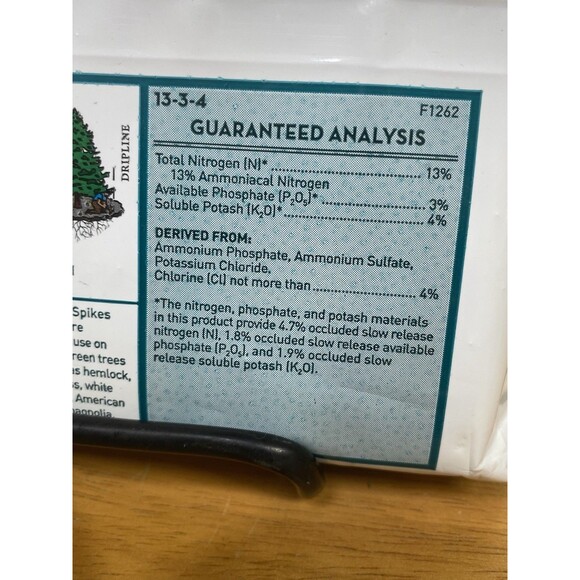 13-3-4
F1262
GUARANTEED ANALYSIS
Total Nitrogen (N)* 13%
13% Ammoniacal Nitrogen
Available Phosphate (P₂O₅)* 3%
Soluble Potash (K₂O)* 4%
DERIVED FROM:
Ammonium Phosphate, Ammonium Sulfate,
Potassium Chloride.
Chlorine (Cl) not more than 4%
*The nitrogen, phosphate, and potash materials
in this product provide 4.7% occluded slow release
nitrogen (N), 1.8% occluded slow release available
phosphate (P₂O₅), and 1.9% occluded slow
release soluble potash (K₂O).
DRIPLINE
Spikes
use on
trees
hemlock,
white
American